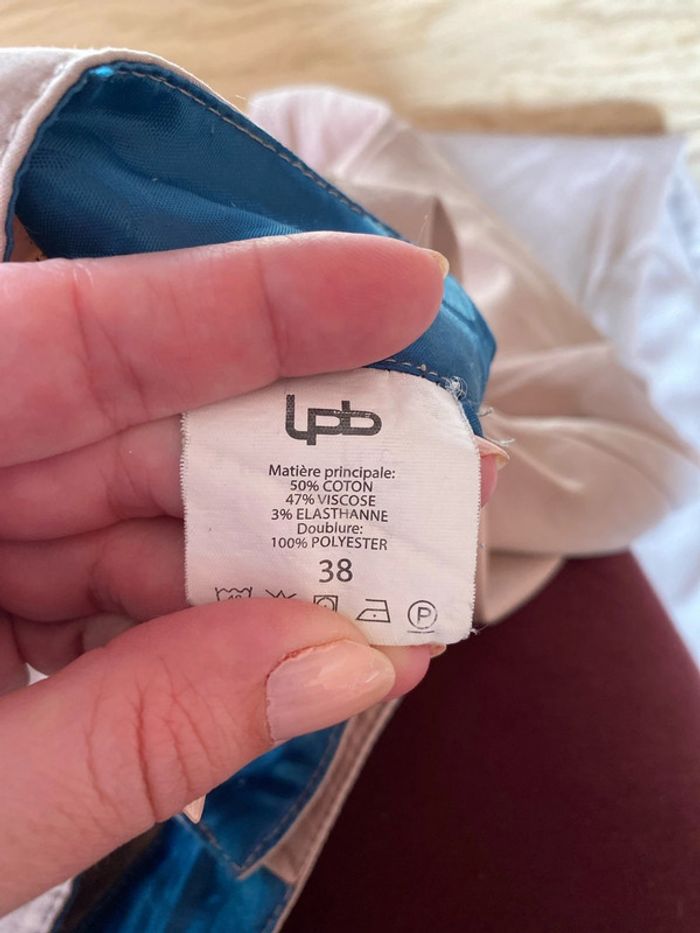 lpb
Matière principale:
50% COTON
47% VISCOSE
3% ELASTHANNE
Doublure:
100% POLYESTER
38
P